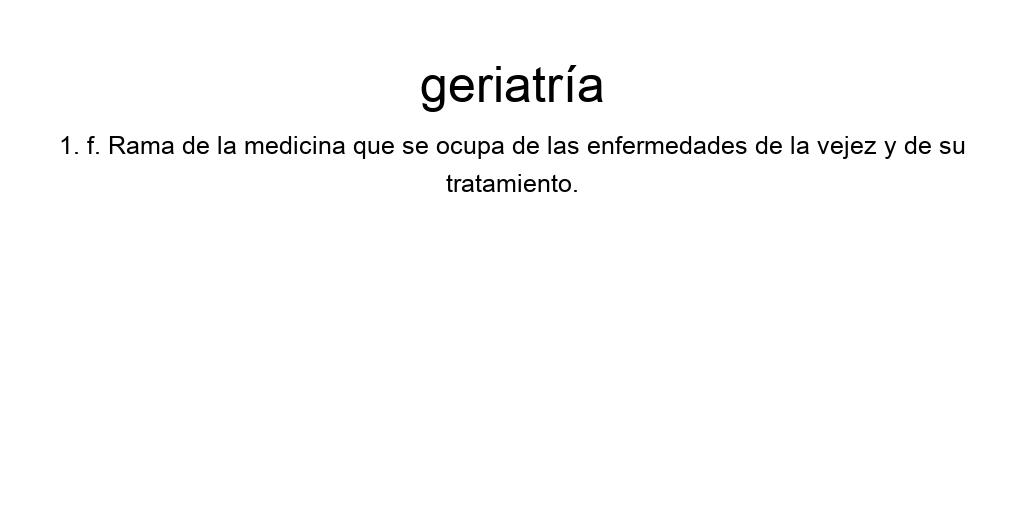 geriatría
1. f. Rama de la medicina que se ocupa de las enfermedades de la vejez y de su
tratamiento.